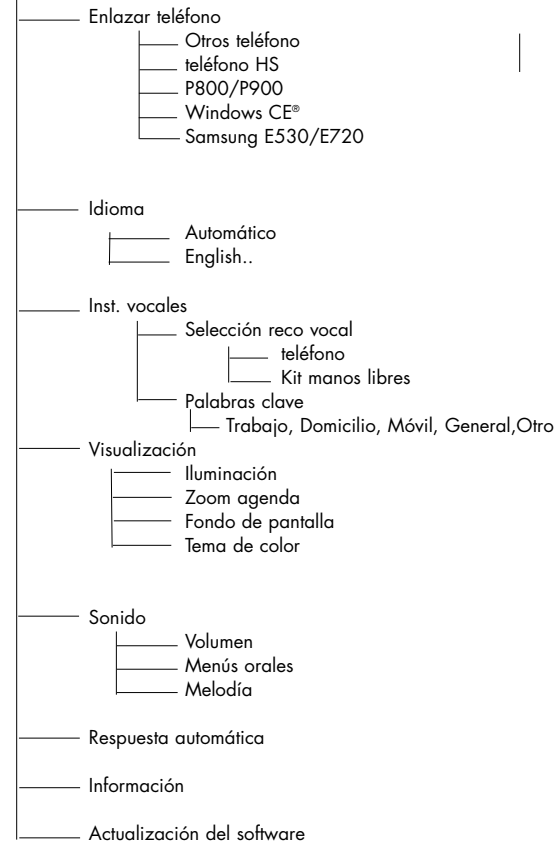 Enlazar teléfono
Otros teléfono
teléfono HS
P800/P900
Windows CE®
Samsung E530/E720
Idioma
Automático
English..
Inst. vocales
Selección reco vocal
teléfono
Kit manos libres
Palabras clave
Trabajo, Domicilio, Móvil, General,Otro
Visualización
Iluminación
Zoom agenda
Fondo de pantalla
Tema de color
Sonido
Volumen
Menús orales
Melodía
Respuesta automática
Información
Actualización del software